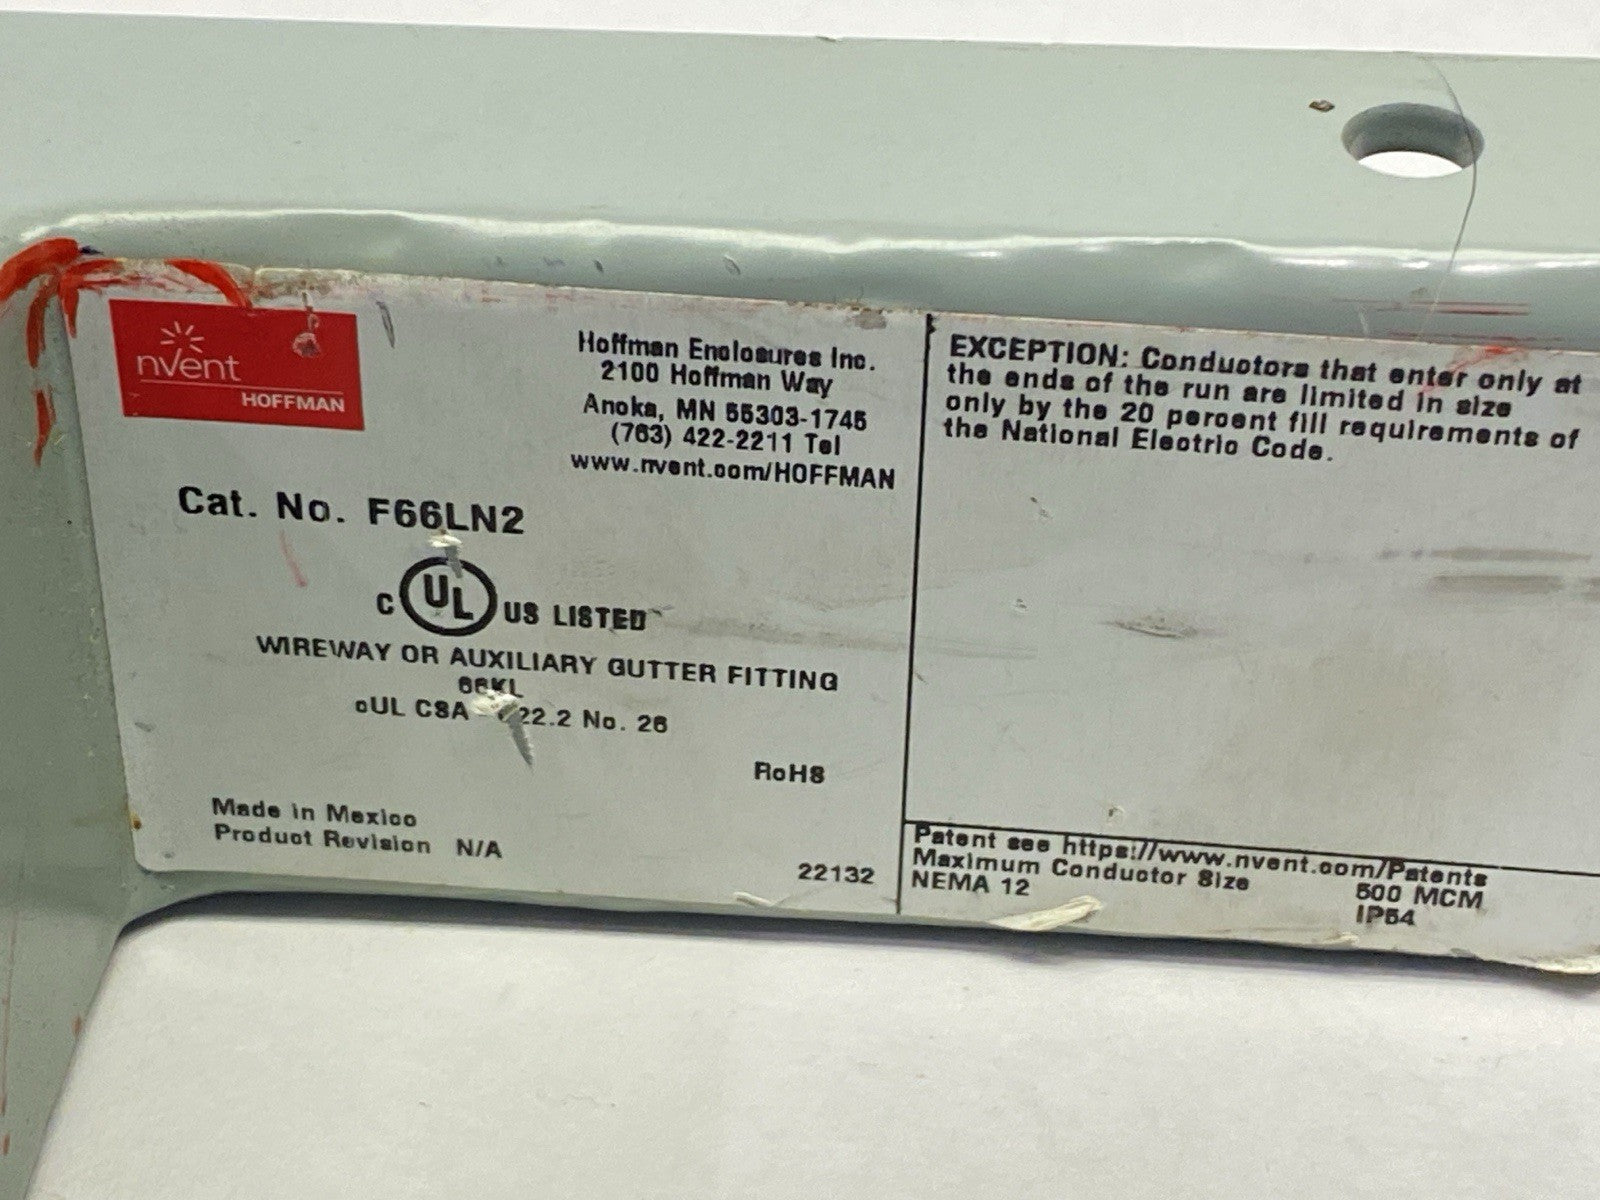 nVent
HOFFMAN
Hoffman Enclosures Inc.
2100 Hoffman Way
Anoka, MN 55303-1745
(763) 422-2211 Tel
www.nvent.com/HOFFMAN
Cat. No. F66LN2
C UL US LISTED
WIREWAY OR AUXILIARY GUTTER FITTING
66KL
cUL CSA 22.2 No. 26
RoHS
Made in Mexico
Product Revision N/A
22132
EXCEPTION: Conductors that enter only at
the ends of the run are limited in size
only by the 20 percent fill requirements of
the National Electric Code.
Patent see https://www.nvent.com/Patents
Maximum Conductor Size 500 MCM
NEMA 12 IP54